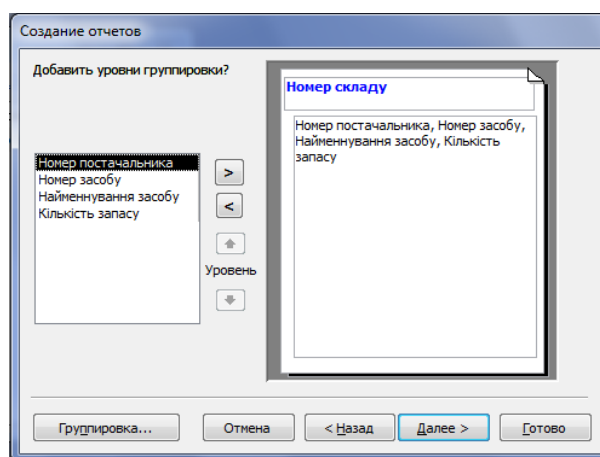 Создание отчетов
Добавить уровни группировки?
Номер складу
Номер постачальника, Номер засобу,
Найменнування засобу, Кількість
запасу
Номер постачальника
Номер засобу
Найменнування засобу
Кількість запасу
>
<
Уровень
Группировка...
Отмена
< Назад
Далее >
Готово